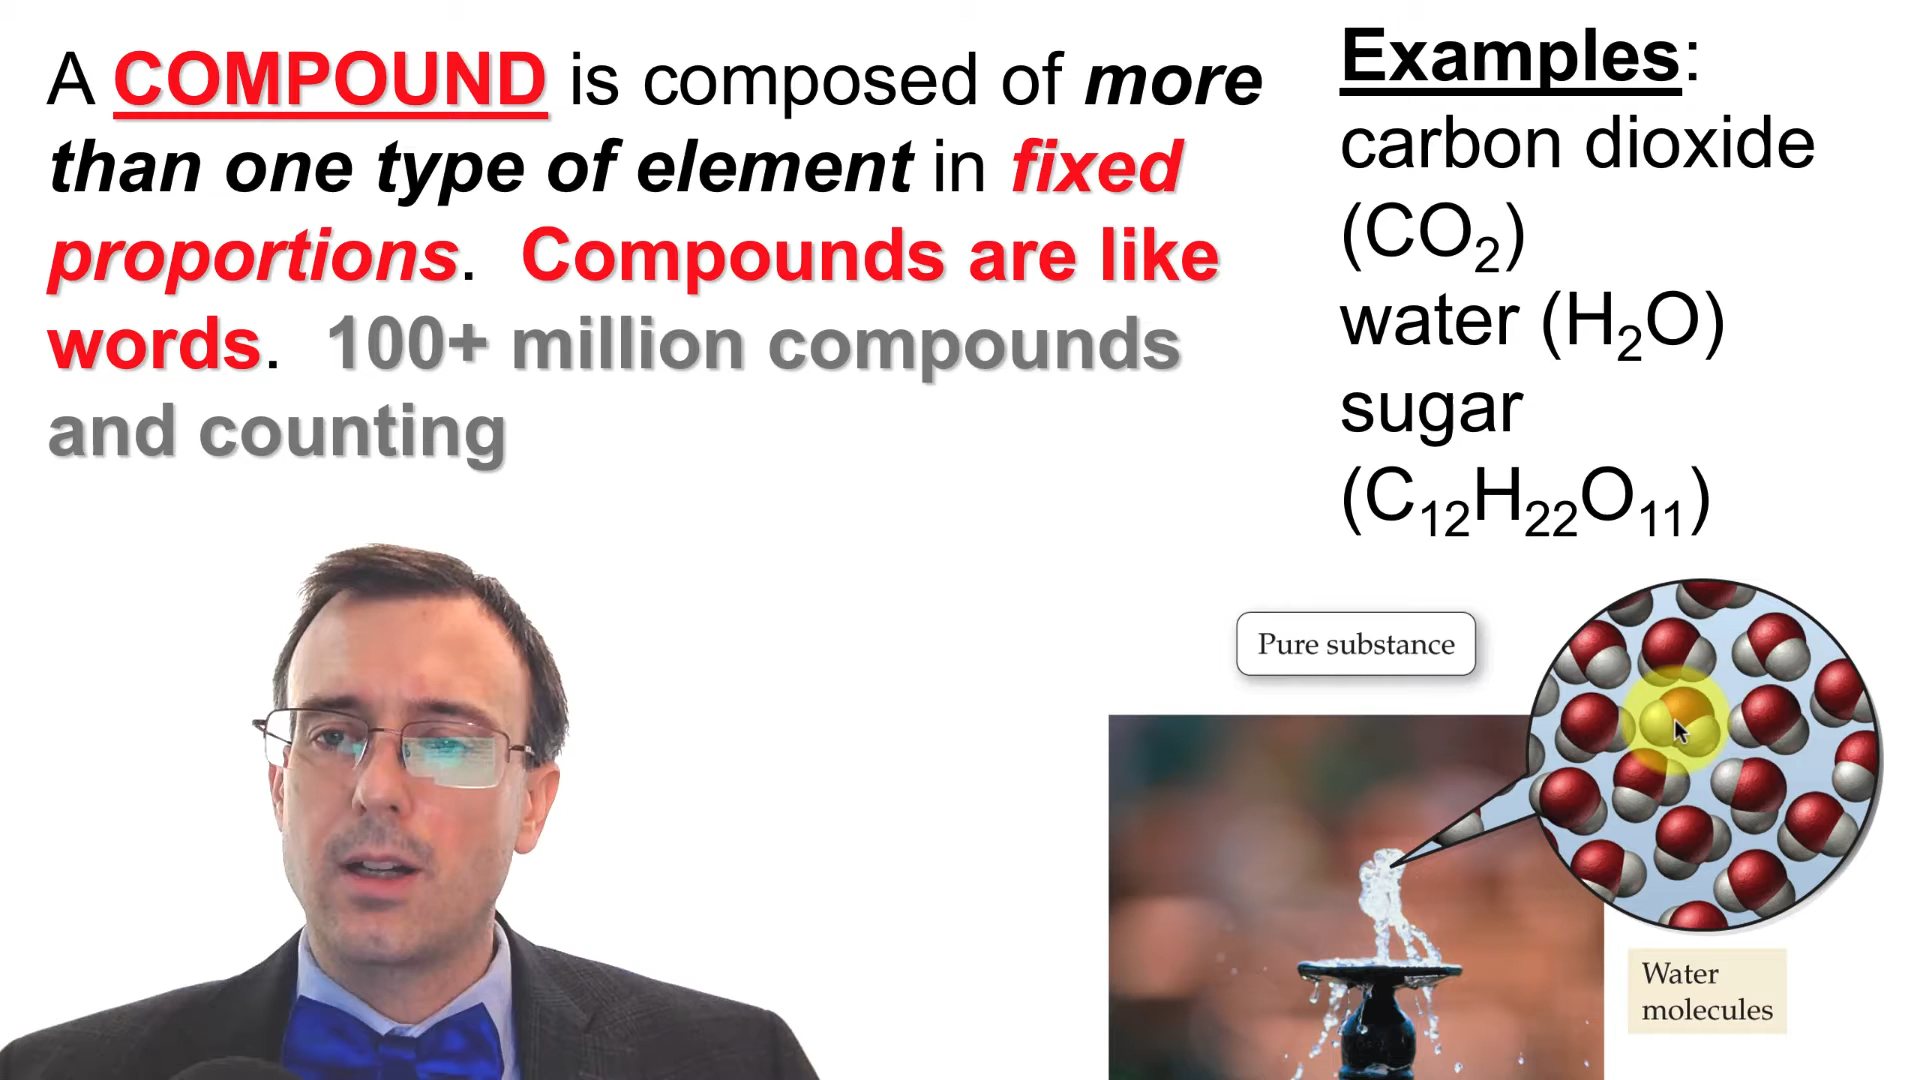 A COMPOUND is composed of more
than one type of element in fixed
proportions. Compounds are like
words. 100+ million compounds
and counting
Examples:
carbon dioxide
(CO₂)
water (H₂O)
sugar
(C₁₂H₂₂O₁₁)
Pure substance
Water
molecules